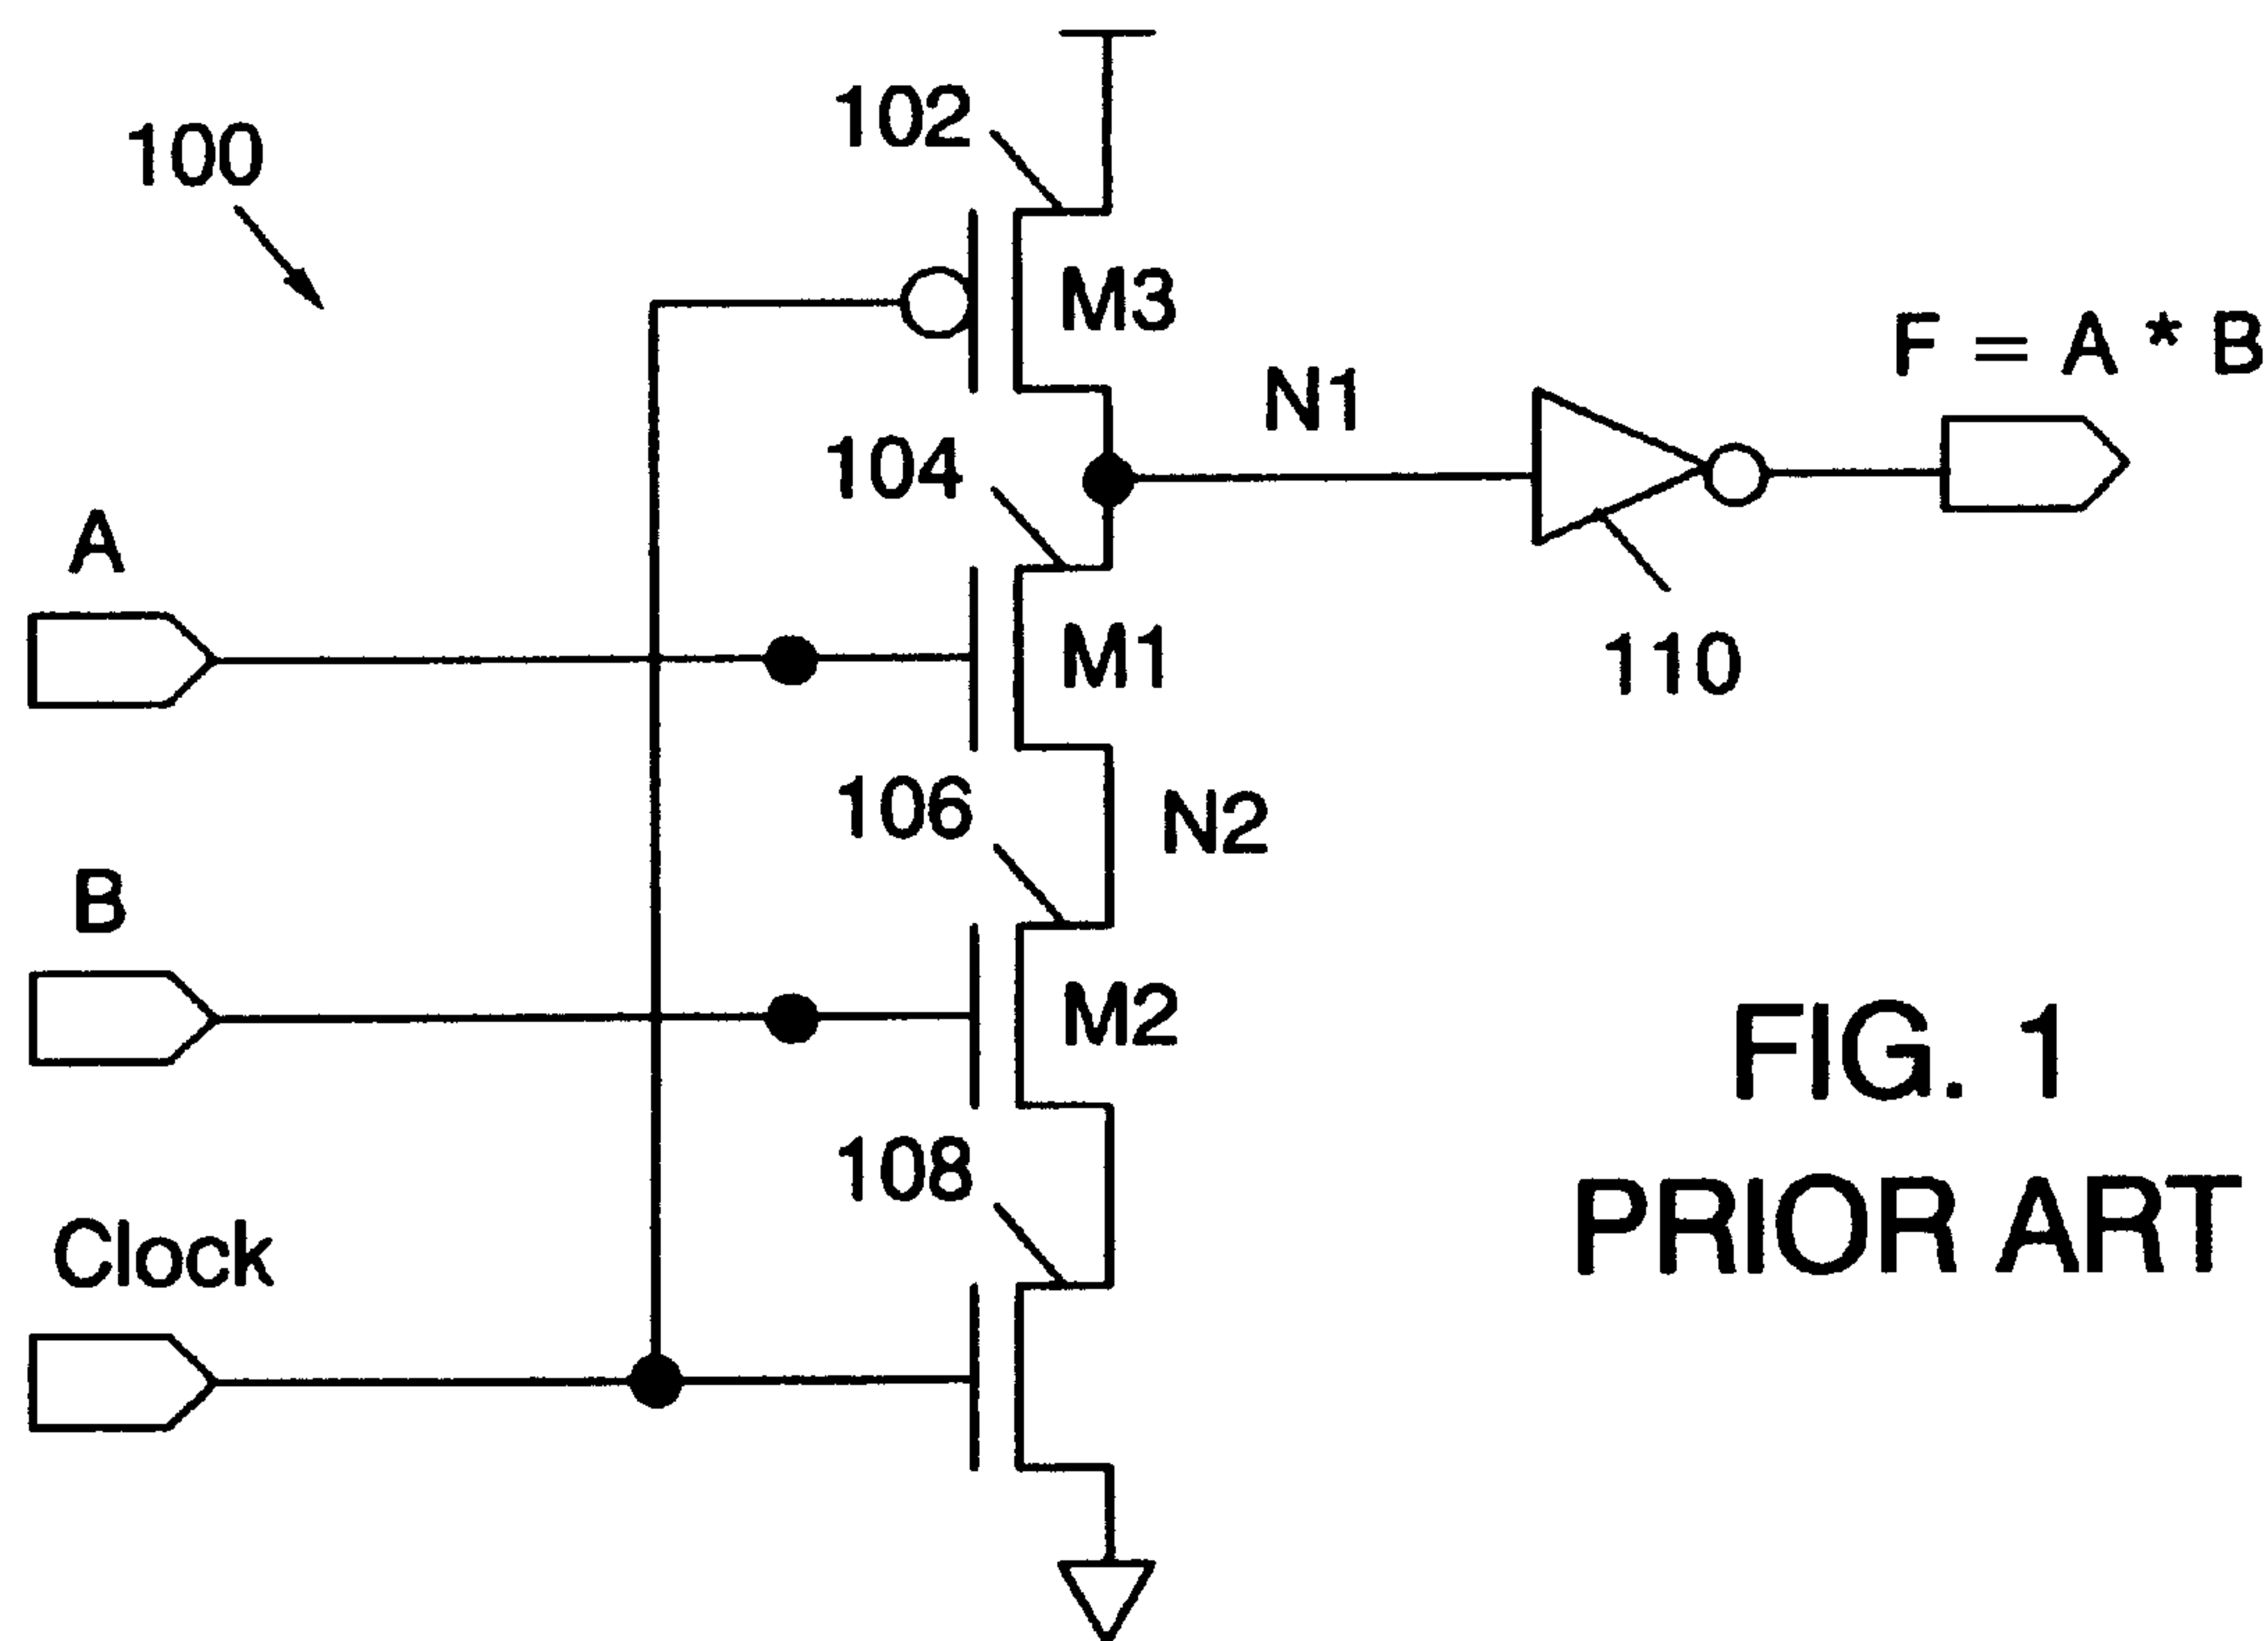 102
100
M3
F = A * B
N1
104
A
M1
110
106
N2
B
M2
FIG. 1
108
PRIOR ART
Clock